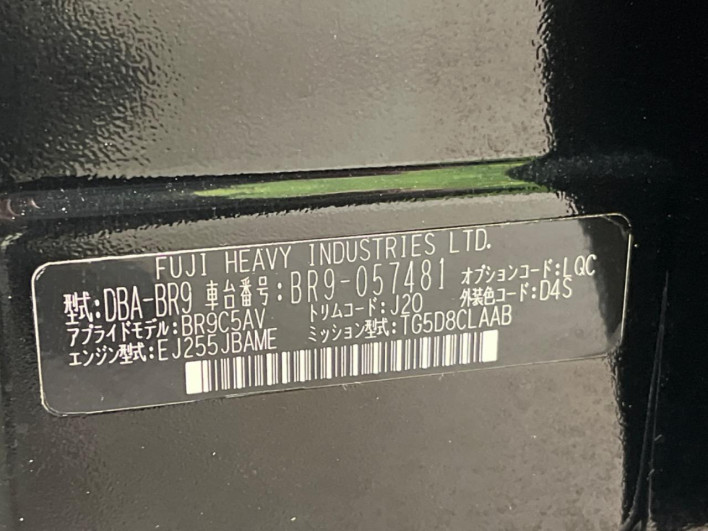 FUJI HEAVY INDUSTRIES LTD.
型式:DBA-BR9 車台番号:BR9-057481 オプションコード:LQC
アプライドモデル:BR9C5AV トリムコード:J20 外装色コード:D4S
エンジン型式:EJ255JBAME ミッション型式:TG5D8CLAAB